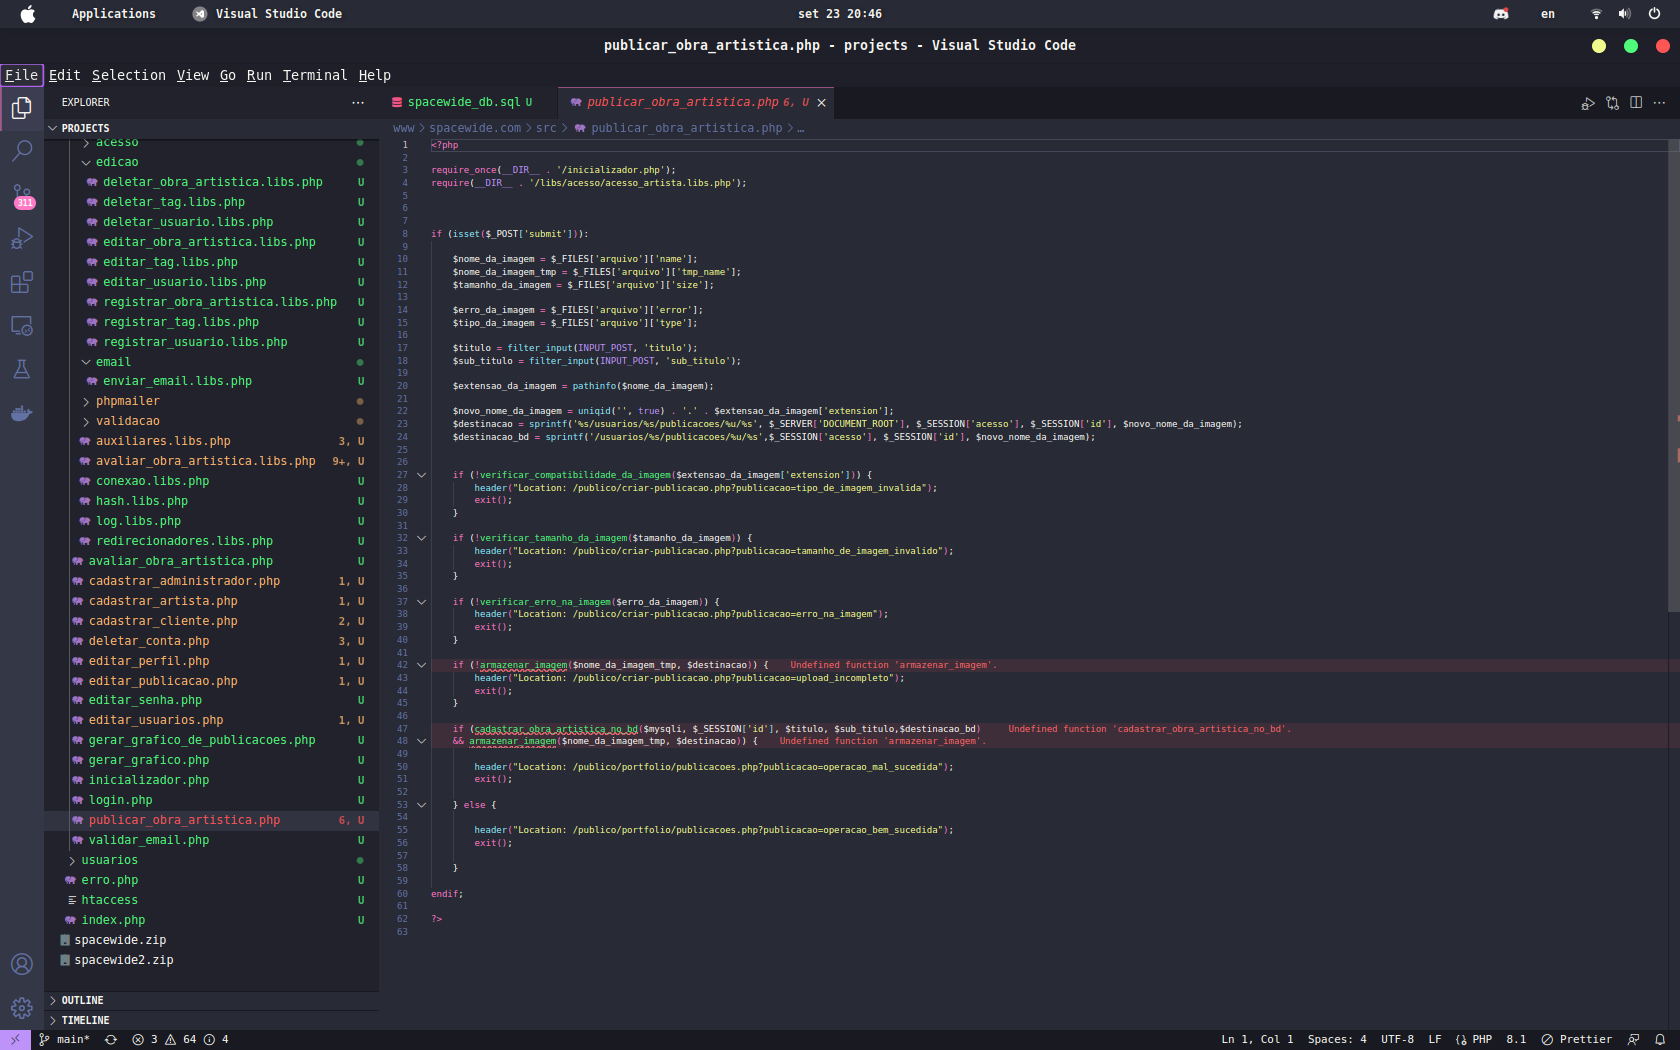 Applications Visual Studio Code set 23 20:46 en
publicar_obra_artistica.php - projects - Visual Studio Code
File Edit Selection View Go Run Terminal Help
EXPLORER ···
PROJECTS
311
acesso
edicao
deletar_obra_artistica.libs.php U
deletar_tag.libs.php U
deletar_usuario.libs.php U
editar_obra_artistica.libs.php U
editar_tag.libs.php U
editar_usuario.libs.php U
registrar_obra_artistica.libs.php U
registrar_tag.libs.php U
registrar_usuario.libs.php U
email
enviar_email.libs.php U
phpmailer
validacao
auxiliares.libs.php 3, U
avaliar_obra_artistica.libs.php 9+, U
conexao.libs.php U
hash.libs.php U
log.libs.php U
redirecionadores.libs.php U
avaliar_obra_artistica.php U
cadastrar_administrador.php 1, U
cadastrar_artista.php 1, U
cadastrar_cliente.php 2, U
deletar_conta.php 3, U
editar_perfil.php 1, U
editar_publicacao.php 1, U
editar_senha.php U
editar_usuarios.php 1, U
gerar_grafico_de_publicacoes.php U
gerar_grafico.php U
inicializador.php U
login.php U
publicar_obra_artistica.php 6, U
validar_email.php U
usuarios
erro.php U
htaccess U
index.php U
spacewide.zip
spacewide2.zip
OUTLINE
TIMELINE
spacewide_db.sql U publicar_obra_artistica.php 6, U
www > spacewide.com > src > publicar_obra_artistica.php > ...
1 <?php
2
3 require_once(__DIR__ . '/inicializador.php');
4 require(__DIR__ . '/libs/acesso/acesso_artista.libs.php');
5
6
7
8 if (isset($_POST['submit'])):
9
10 $nome_da_imagem = $_FILES['arquivo']['name'];
11 $nome_da_imagem_tmp = $_FILES['arquivo']['tmp_name'];
12 $tamanho_da_imagem = $_FILES['arquivo']['size'];
13
14 $erro_da_imagem = $_FILES['arquivo']['error'];
15 $tipo_da_imagem = $_FILES['arquivo']['type'];
16
17 $titulo = filter_input(INPUT_POST, 'titulo');
18 $sub_titulo = filter_input(INPUT_POST, 'sub_titulo');
19
20 $extensao_da_imagem = pathinfo($nome_da_imagem);
21
22 $novo_nome_da_imagem = uniqid('', true) . '.' . $extensao_da_imagem['extension'];
23 $destinacao = sprintf('%s/usuarios/%s/publicacoes/%u/%s', $_SERVER['DOCUMENT_ROOT'], $_SESSION['acesso'], $_SESSION['id'], $novo_nome_da_imagem);
24 $destinacao_bd = sprintf('/usuarios/%s/publicacoes/%u/%s',$_SESSION['acesso'], $_SESSION['id'], $novo_nome_da_imagem);
25
26
27 if (!verificar_compatibilidade_da_imagem($extensao_da_imagem['extension'])) {
28 header("Location: /publico/criar-publicacao.php?publicacao=tipo_de_imagem_invalida");
29 exit();
30 }
31
32 if (!verificar_tamanho_da_imagem($tamanho_da_imagem)) {
33 header("Location: /publico/criar-publicacao.php?publicacao=tamanho_de_imagem_invalido");
34 exit();
35 }
36
37 if (!verificar_erro_na_imagem($erro_da_imagem)) {
38 header("Location: /publico/criar-publicacao.php?publicacao=erro_na_imagem");
39 exit();
40 }
41
42 if (!armazenar_imagem($nome_da_imagem_tmp, $destinacao)) { Undefined function 'armazenar_imagem'.
43 header("Location: /publico/criar-publicacao.php?publicacao=upload_incompleto");
44 exit();
45 }
46
47 if (cadastrar_obra_artistica_no_bd($mysqli, $_SESSION['id'], $titulo, $sub_titulo,$destinacao_bd) Undefined function 'cadastrar_obra_artistica_no_bd'.
48 && armazenar_imagem($nome_da_imagem_tmp, $destinacao)) { Undefined function 'armazenar_imagem'.
49
50 header("Location: /publico/portfolio/publicacoes.php?publicacao=operacao_mal_sucedida");
51 exit();
52
53 } else {
54
55 header("Location: /publico/portfolio/publicacoes.php?publicacao=operacao_bem_sucedida");
56 exit();
57
58 }
59
60 endif;
61
62 ?>
63
main* 3 64 4 Ln 1, Col 1 Spaces: 4 UTF-8 LF PHP 8.1 Prettier